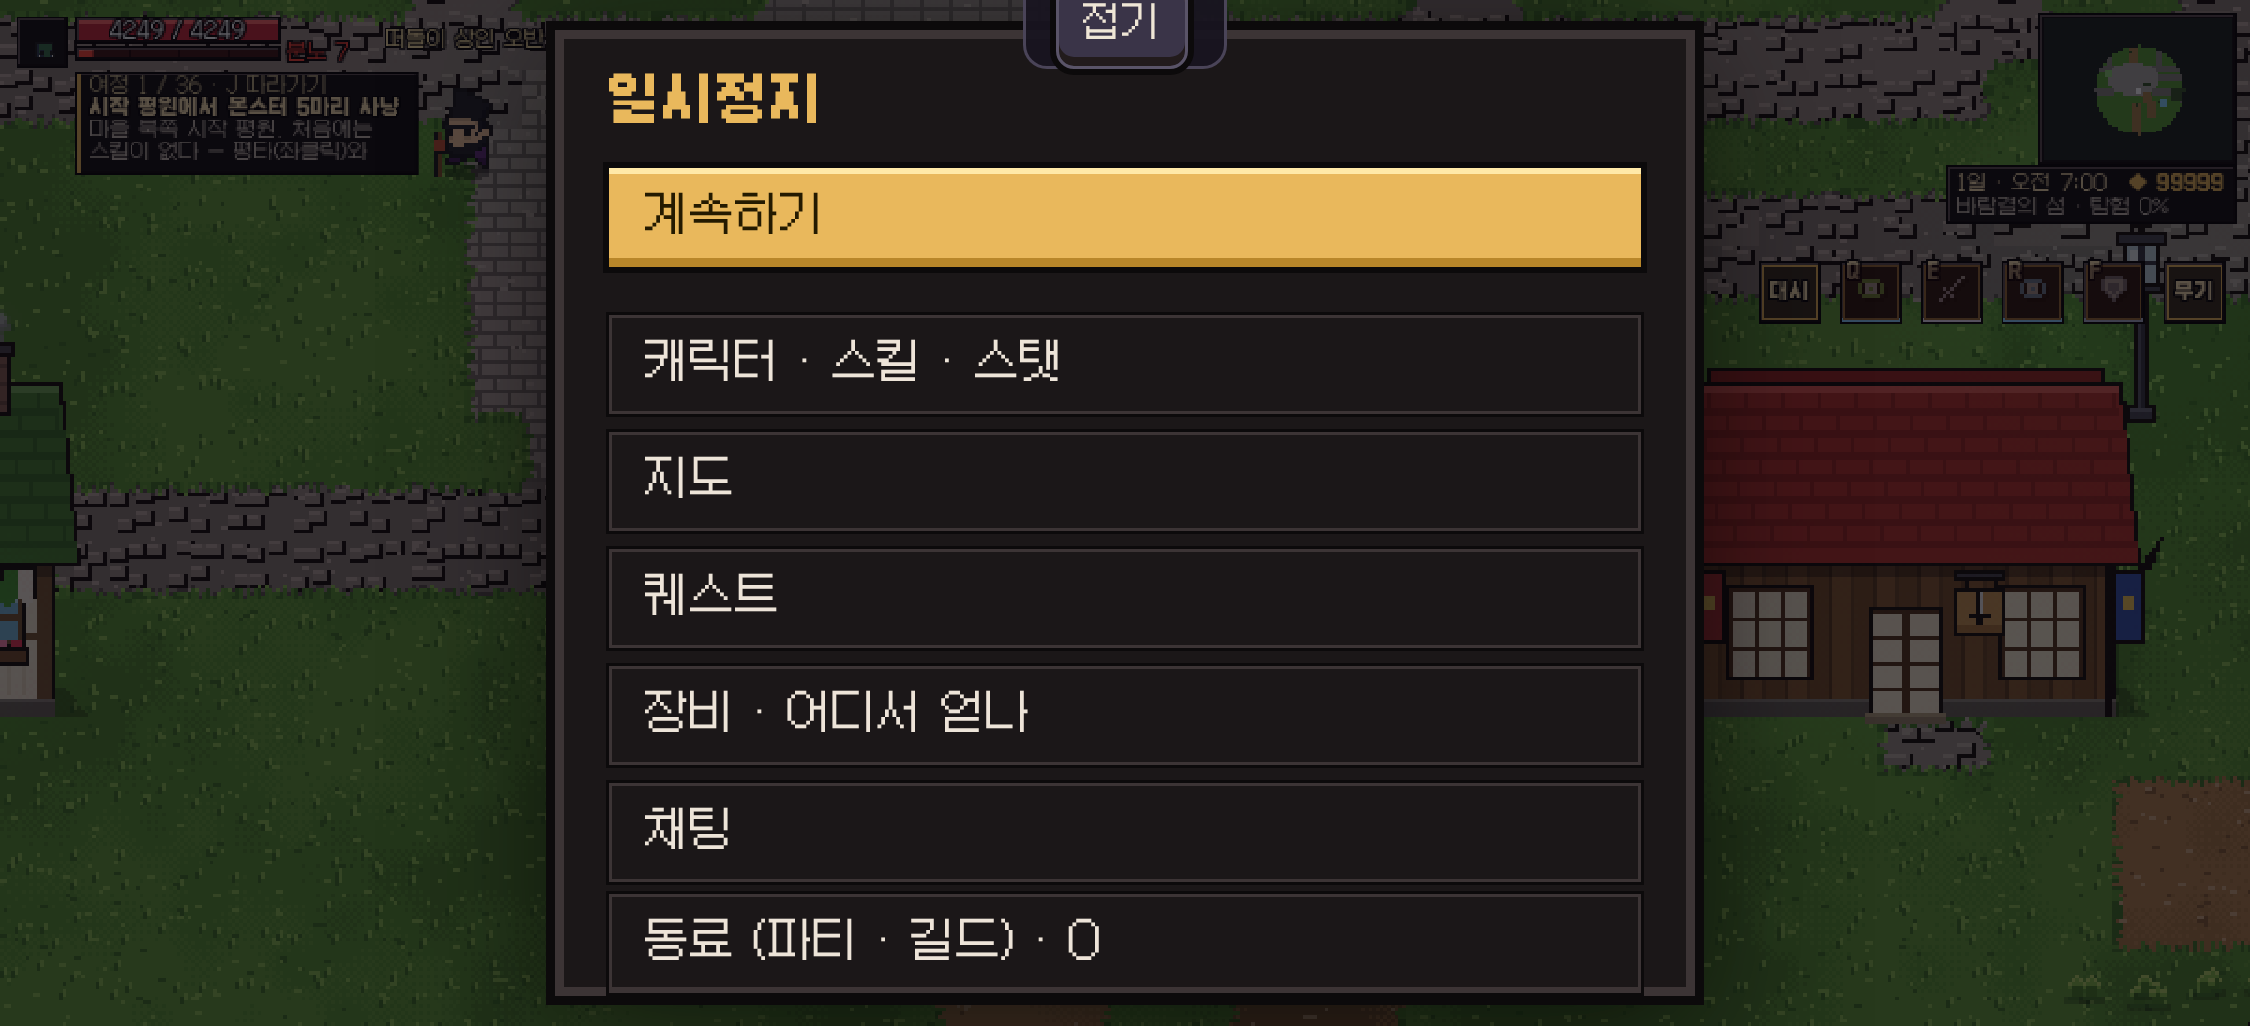 접기
4249 / 4249
분노 7
떠돌이 상인 오반
여정 1 / 36 · J 따라가기
시작 평원에서 몬스터 5마리 사냥
마을 북쪽 시작 평원. 처음에는
스킬이 없다 — 평타(좌클릭)와
일시정지
계속하기
캐릭터 · 스킬 · 스탯
지도
퀘스트
장비 · 어디서 얻나
채팅
동료 (파티 · 길드) · O
1일 · 오전 7:00 99999
바람결의 섬 · 탐험 0%
대시 Q E R F 무기